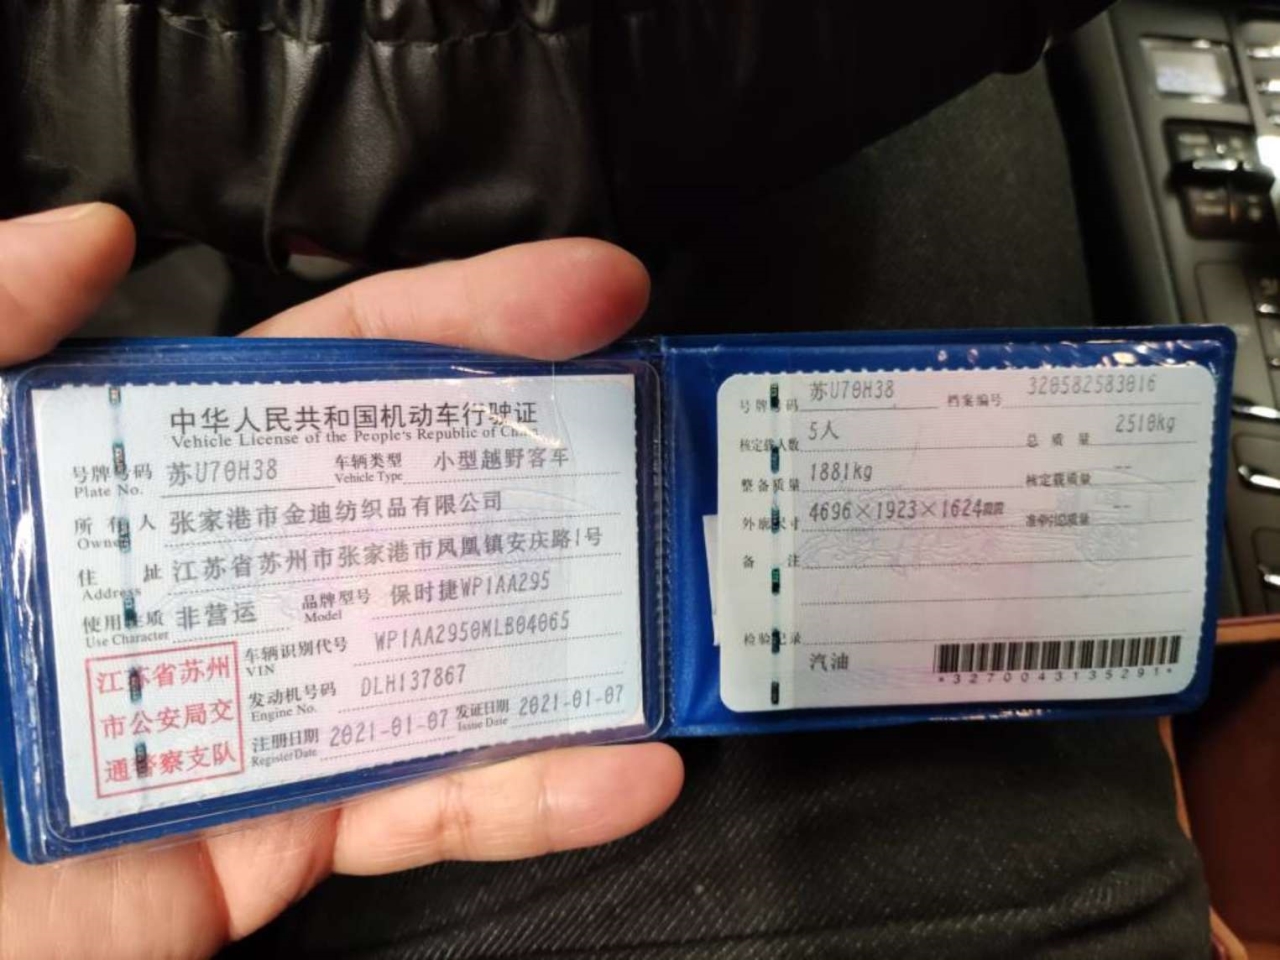 中华人民共和国机动车行驶证
Vehicle License of the People's Republic of China
号牌号码 苏U70H38 车辆类型 小型越野客车
Plate No. Vehicle Type
所有人 张家港市金迪纺织品有限公司
Owner
住址 江苏省苏州市张家港市凤凰镇安庆路1号
Address
使用性质 非营运 品牌型号 保时捷WP1AA295
Use Character Model
车辆识别代号 WP1AA2950MLB04065
VIN
发动机号码 DLH137867
Engine No.
注册日期 2021-01-07 发证日期 2021-01-07
Register Date Issue Date
江苏省苏州
市公安局交
通警察支队
号牌号码 苏U70H38 档案编号 320582583016
核定载人数 5人 总质量 2510kg
整备质量 1881kg 核定载质量 --
外廓尺寸 4696×1923×1624mm 准牵引总质量 --
备注
检验记录
汽油
*3270043135291*